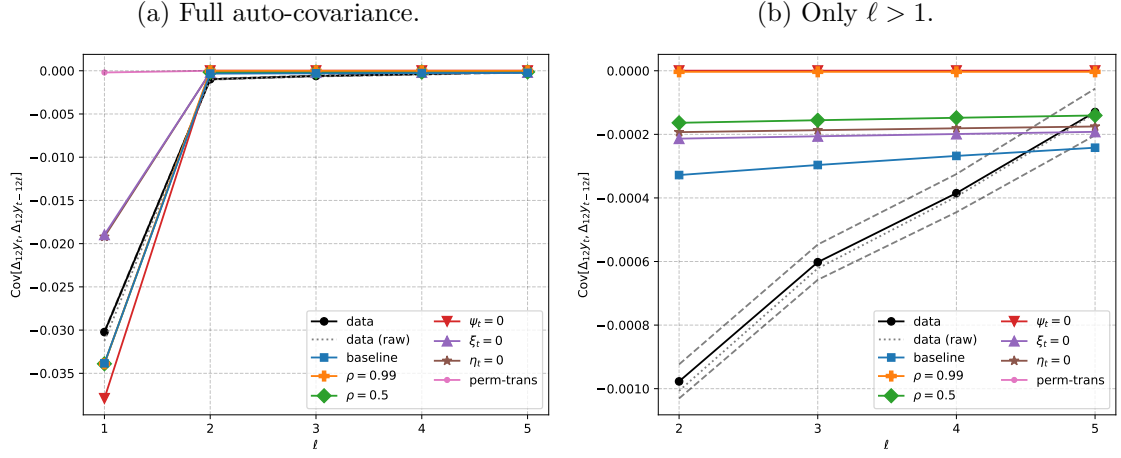 (a) Full auto-covariance.
0.000
−0.005
−0.010
−0.015
−0.020
−0.025
−0.030
−0.035
Cov[Δ₁₂yₜ, Δ₁₂yₜ₋₁₂ℓ]
1 2 3 4 5
ℓ
data
data (raw)
baseline
ρ = 0.99
ρ = 0.5
ψₜ = 0
ξₜ = 0
ηₜ = 0
perm-trans
(b) Only ℓ > 1.
0.0000
−0.0002
−0.0004
−0.0006
−0.0008
−0.0010
Cov[Δ₁₂yₜ, Δ₁₂yₜ₋₁₂ℓ]
2 3 4 5
ℓ
data
data (raw)
baseline
ρ = 0.99
ρ = 0.5
ψₜ = 0
ξₜ = 0
ηₜ = 0
perm-trans